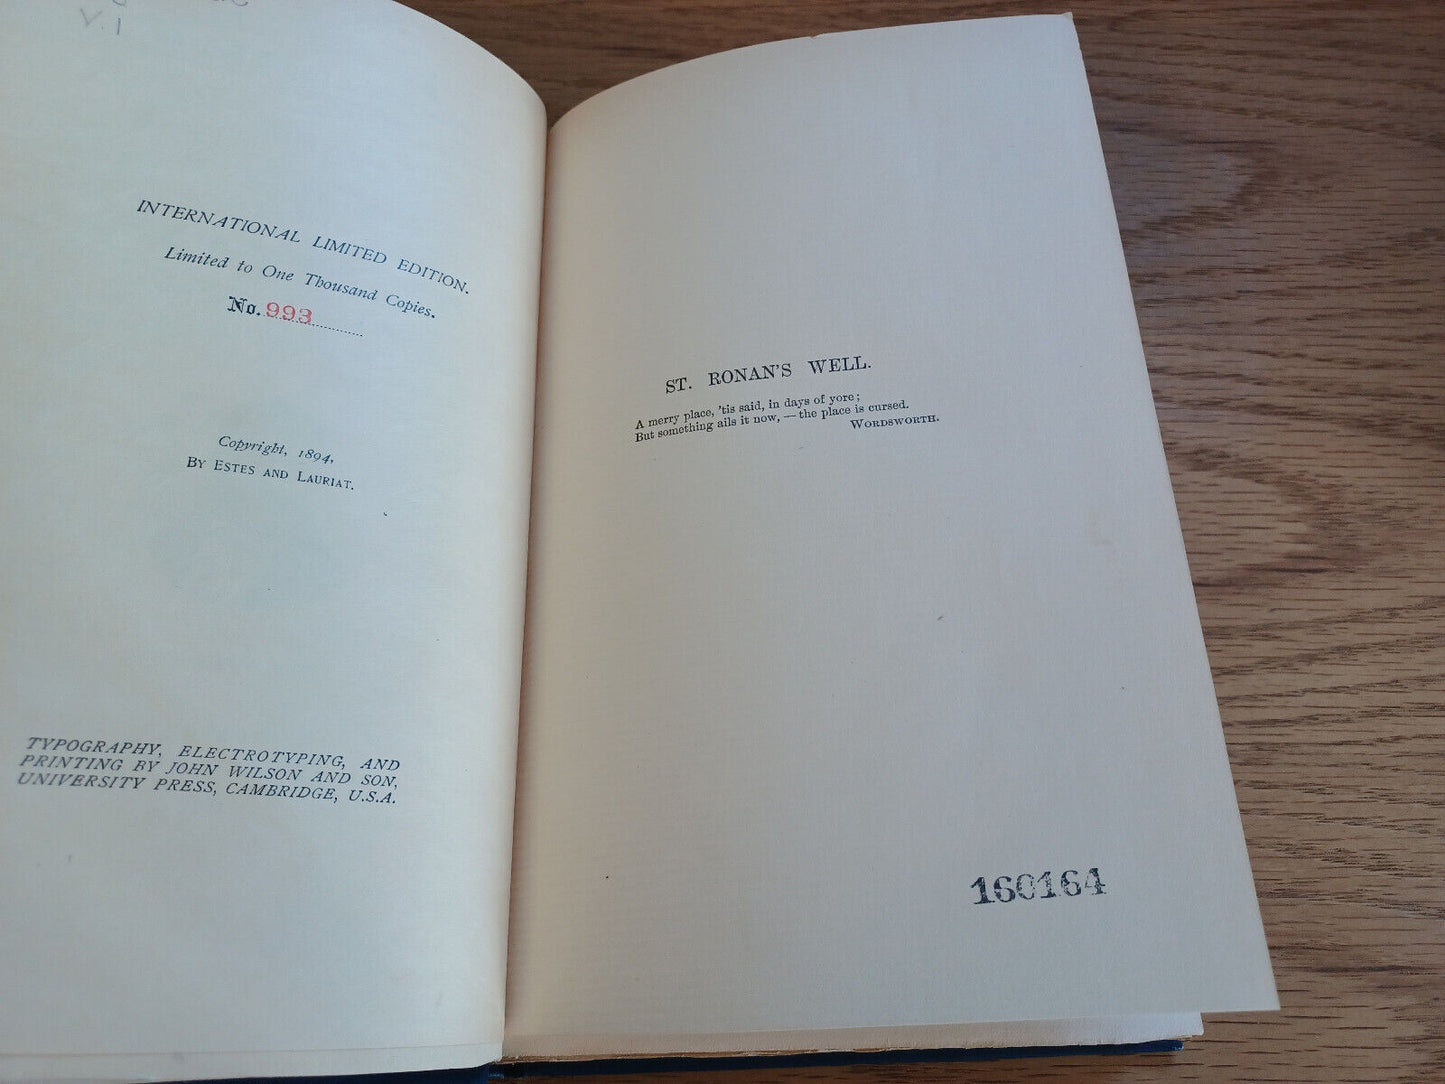 V. 1
INTERNATIONAL LIMITED EDITION.
Limited to One Thousand Copies.
No. 993
Copyright, 1894,
BY ESTES AND LAURIAT.
TYPOGRAPHY, ELECTROTYPING, AND
PRINTING BY JOHN WILSON AND SON,
UNIVERSITY PRESS, CAMBRIDGE, U.S.A.
ST. RONAN'S WELL.
A merry place, 'tis said, in days of yore;
But something ails it now, — the place is cursed.
WORDSWORTH.
160164